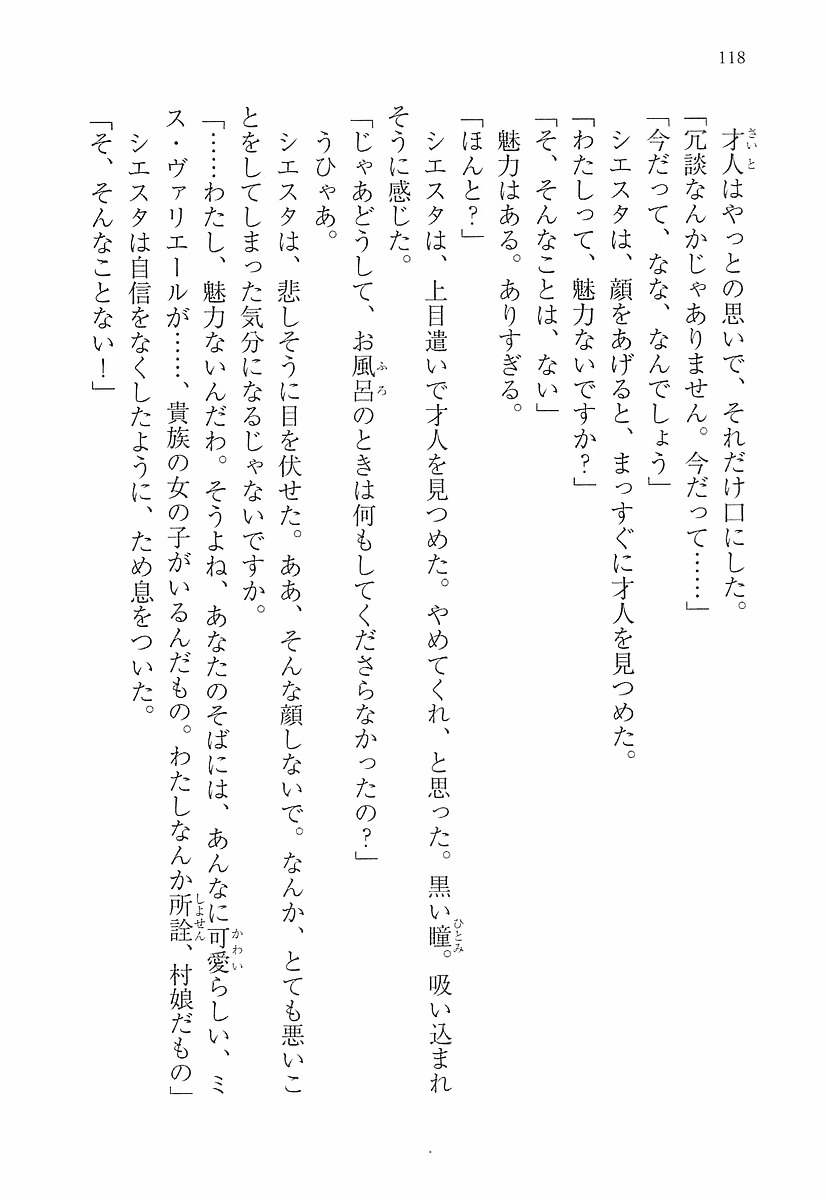 118
才人はやっとの思いで、それだけ口にした。
「冗談なんかじゃありません。今だって……」
「今だって、なな、なんでしょう」
シエスタは、顔をあげると、まっすぐに才人を見つめた。
「わたしって、魅力ないですか？」
「そ、そんなことは、ない」
魅力はある。ありすぎる。
「ほんと？」
シエスタは、上目遣いで才人を見つめた。やめてくれ、と思った。黒い瞳。吸い込まれ
そうに感じた。
「じゃあどうして、お風呂のときは何もしてくださらなかったの？」
うひゃあ。
シエスタは、悲しそうに目を伏せた。ああ、そんな顔しないで。なんか、とても悪いこ
とをしてしまった気分になるじゃないですか。
「……わたし、魅力ないんだわ。そうよね、あなたのそばには、あんなに可愛らしい、ミ
ス・ヴァリエールが……、貴族の女の子がいるんだもの。わたしなんか所詮、村娘だもの」
シエスタは自信をなくしたように、ため息をついた。
「そ、そんなことない！」